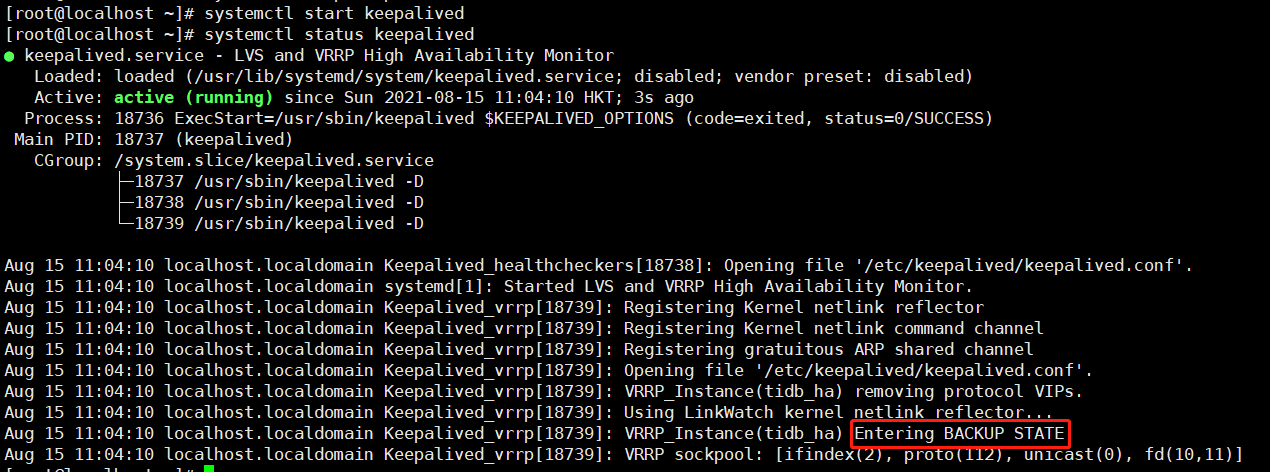 [root@localhost ~]# systemctl start keepalived
[root@localhost ~]# systemctl status keepalived
● keepalived.service - LVS and VRRP High Availability Monitor
   Loaded: loaded (/usr/lib/systemd/system/keepalived.service; disabled; vendor preset: disabled)
   Active: active (running) since Sun 2021-08-15 11:04:10 HKT; 3s ago
  Process: 18736 ExecStart=/usr/sbin/keepalived $KEEPALIVED_OPTIONS (code=exited, status=0/SUCCESS)
 Main PID: 18737 (keepalived)
   CGroup: /system.slice/keepalived.service
           ├─18737 /usr/sbin/keepalived -D
           ├─18738 /usr/sbin/keepalived -D
           └─18739 /usr/sbin/keepalived -D
Aug 15 11:04:10 localhost.localdomain Keepalived_healthcheckers[18738]: Opening file '/etc/keepalived/keepalived.conf'.
Aug 15 11:04:10 localhost.localdomain systemd[1]: Started LVS and VRRP High Availability Monitor.
Aug 15 11:04:10 localhost.localdomain Keepalived_vrrp[18739]: Registering Kernel netlink reflector
Aug 15 11:04:10 localhost.localdomain Keepalived_vrrp[18739]: Registering Kernel netlink command channel
Aug 15 11:04:10 localhost.localdomain Keepalived_vrrp[18739]: Registering gratuitous ARP shared channel
Aug 15 11:04:10 localhost.localdomain Keepalived_vrrp[18739]: Opening file '/etc/keepalived/keepalived.conf'.
Aug 15 11:04:10 localhost.localdomain Keepalived_vrrp[18739]: VRRP_Instance(tidb_ha) removing protocol VIPs.
Aug 15 11:04:10 localhost.localdomain Keepalived_vrrp[18739]: Using LinkWatch kernel netlink reflector...
Aug 15 11:04:10 localhost.localdomain Keepalived_vrrp[18739]: VRRP_Instance(tidb_ha) Entering BACKUP STATE
Aug 15 11:04:10 localhost.localdomain Keepalived_vrrp[18739]: VRRP sockpool: [ifindex(2), proto(112), unicast(0), fd(10,11)]